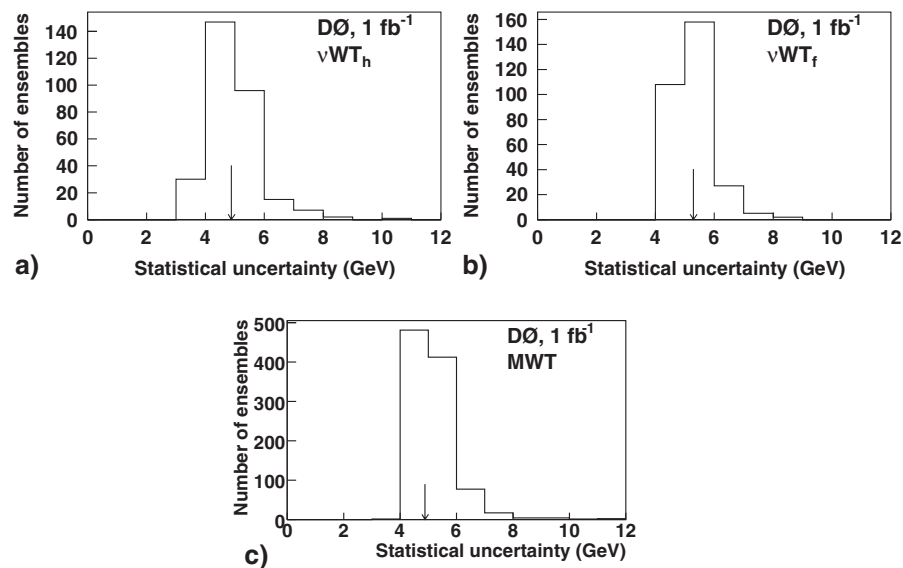 DØ, 1 fb-1
νWTh
Number of ensembles
140
120
100
80
60
40
20
0
0 2 4 6 8 10 12
Statistical uncertainty (GeV)
a)
DØ, 1 fb-1
νWTf
Number of ensembles
160
140
120
100
80
60
40
20
0
0 2 4 6 8 10 12
Statistical uncertainty (GeV)
b)
DØ, 1 fb-1
MWT
Number of ensembles
500
400
300
200
100
0
0 2 4 6 8 10 12
Statistical uncertainty (GeV)
c)